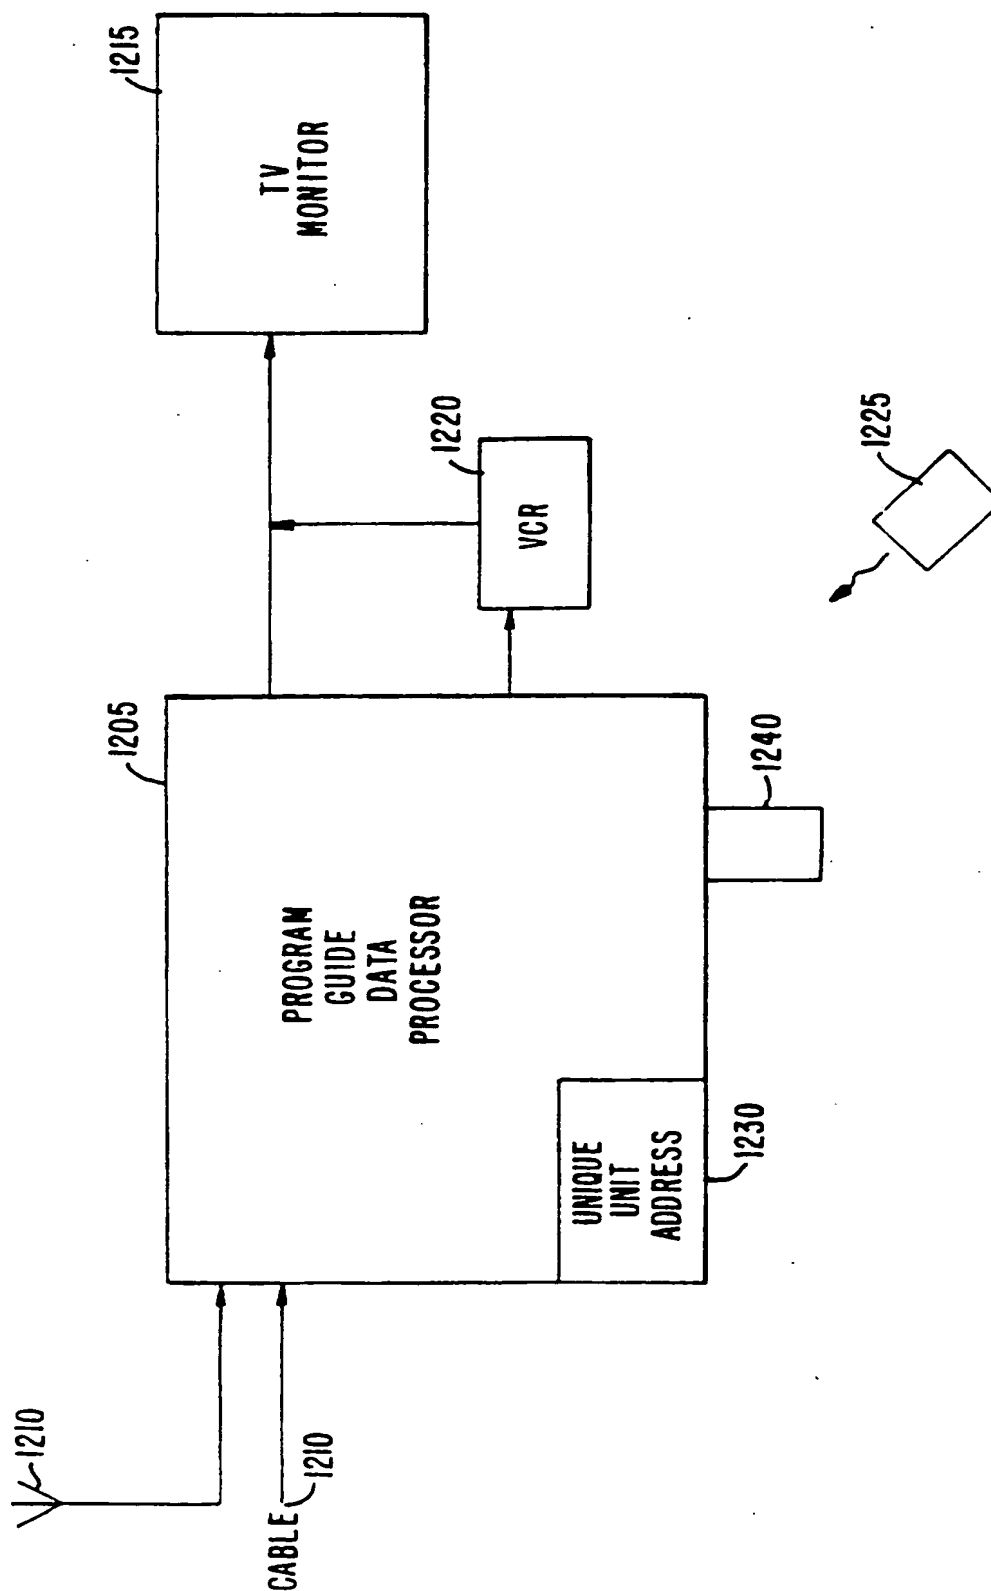 1210
CABLE
1210
1205
PROGRAM
GUIDE
DATA
PROCESSOR
UNIQUE
UNIT
ADDRESS
1230
1240
1220
VCR
1215
TV
MONITOR
1225